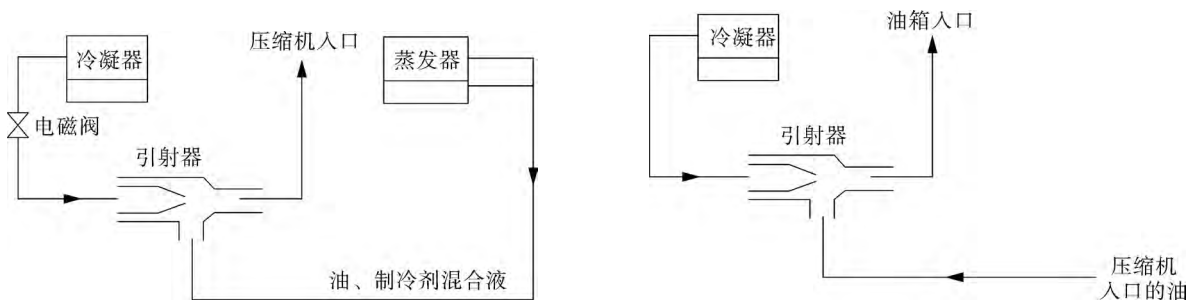 冷凝器
压缩机入口
蒸发器
电磁阀
引射器
油、制冷剂混合液
冷凝器
油箱入口
引射器
压缩机
入口的油